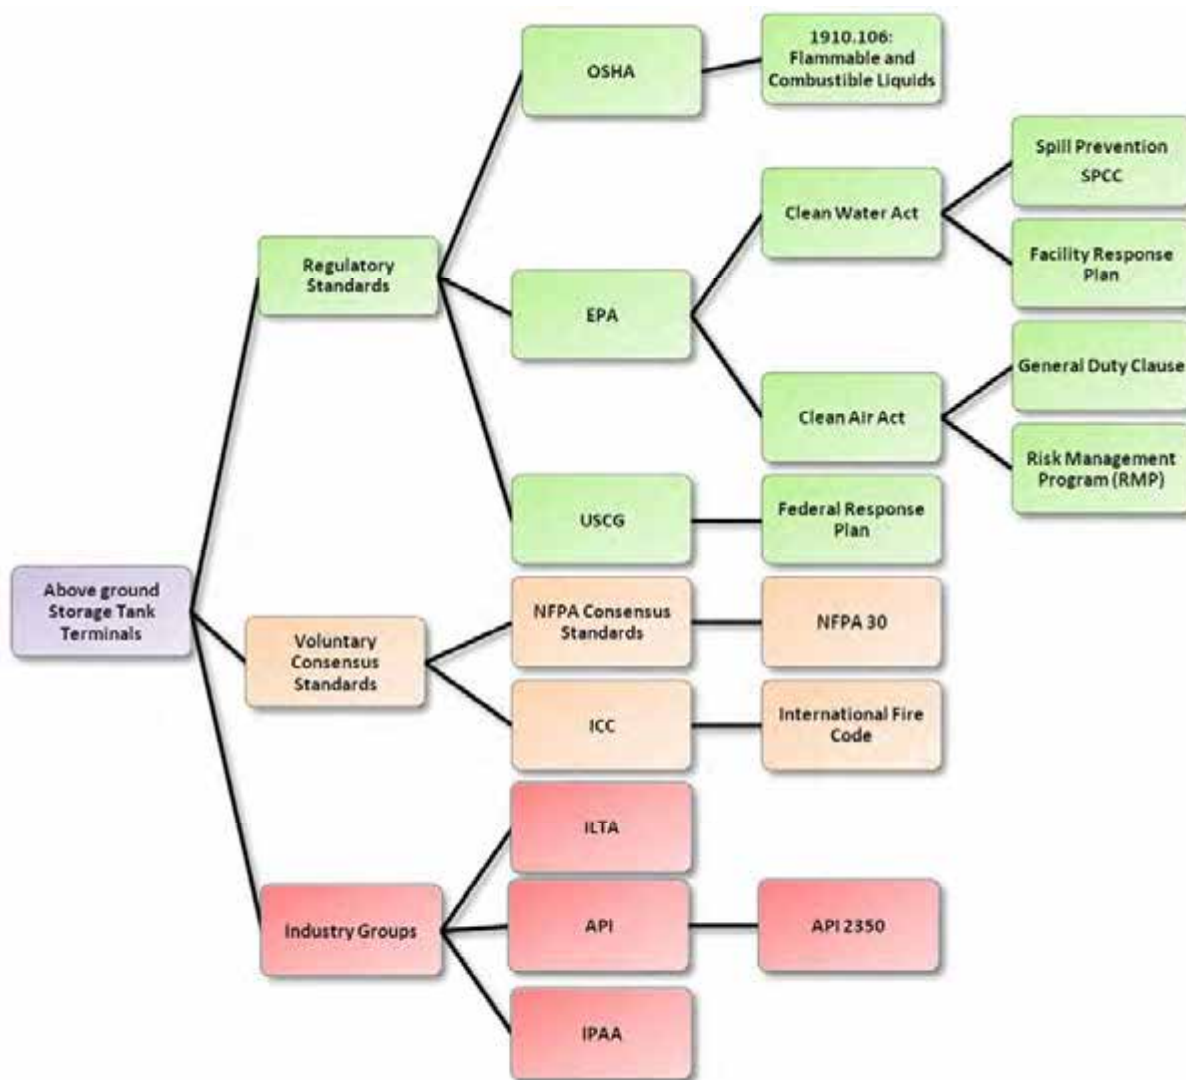 OSHA
1910.106:
Flammable and
Combustible Liquids
Spill Prevention
SPCC
Clean Water Act
Facility Response
Plan
Regulatory
Standards
EPA
General Duty Clause
Clean Air Act
Risk Management
Program (RMP)
USCG
Federal Response
Plan
Above ground
Storage Tank
Terminals
NFPA Consensus
Standards
NFPA 30
Voluntary
Consensus
Standards
ICC
International Fire
Code
ILTA
Industry Groups
API
API 2350
IPAA